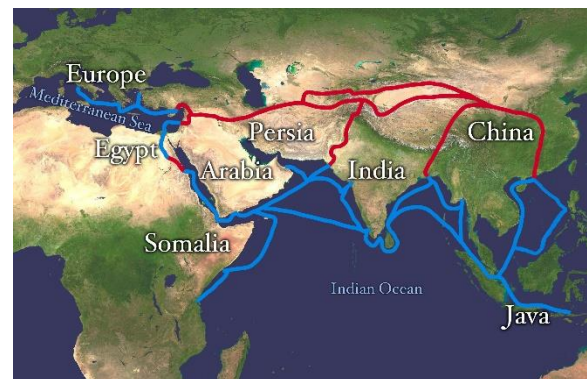 Europe
Mediterranean Sea
Egypt
Persia
China
Arabia
India
Somalia
Indian Ocean
Java